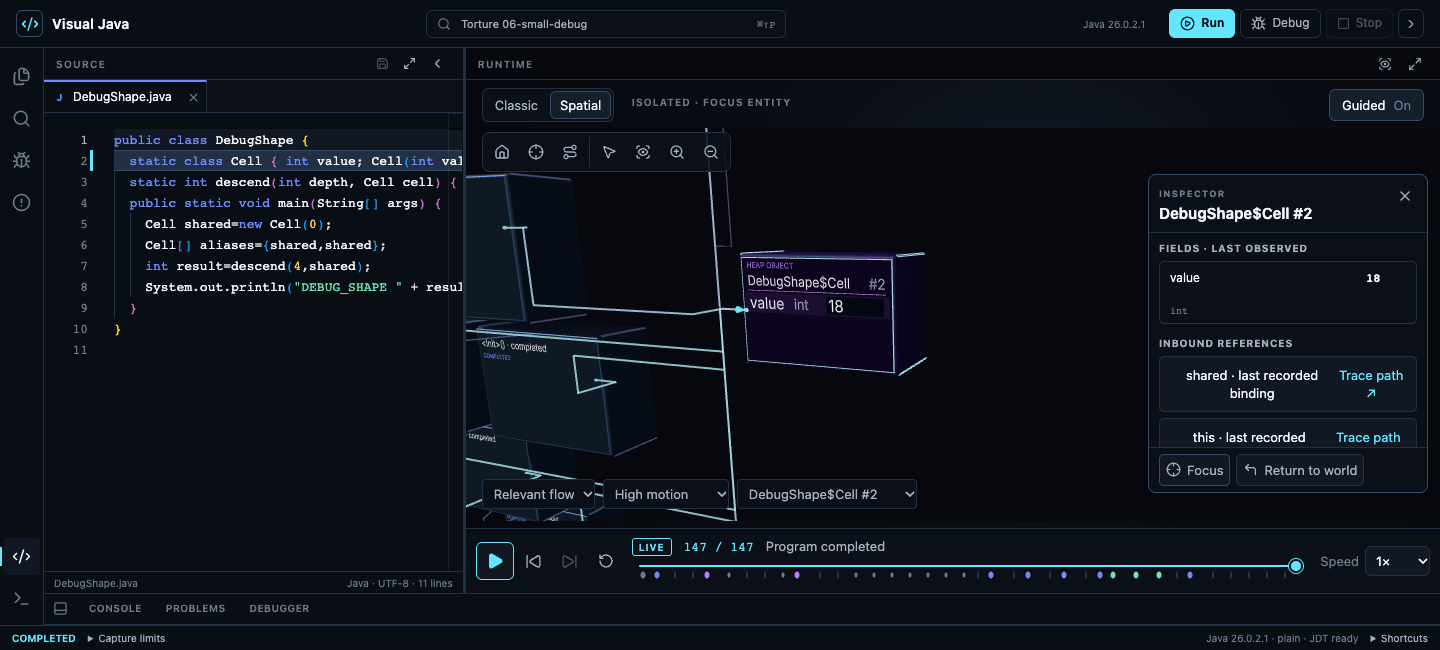 Visual Java
Torture 06-small-debug
⌘⇧P
Java 26.0.2.1
Run
Debug
Stop
SOURCE
J DebugShape.java
1 public class DebugShape {
2 static class Cell { int value; Cell(int val
3 static int descend(int depth, Cell cell) {
4 public static void main(String[] args) {
5 Cell shared=new Cell(0);
6 Cell[] aliases={shared,shared};
7 int result=descend(4,shared);
8 System.out.println("DEBUG_SHAPE " + resul
9 }
10 }
11
DebugShape.java
Java · UTF-8 · 11 lines
RUNTIME
Classic
Spatial
ISOLATED · FOCUS ENTITY
Guided On
HEAP OBJECT
DebugShape$Cell #2
value int 18
<init>() · completed
COMPLETED
completed
INSPECTOR
DebugShape$Cell #2
FIELDS · LAST OBSERVED
value 18
int
INBOUND REFERENCES
shared · last recorded binding
Trace path ↗
this · last recorded
Trace path
Focus
Return to world
Relevant flow
High motion
DebugShape$Cell #2
LIVE
147 / 147
Program completed
Speed
1×
CONSOLE
PROBLEMS
DEBUGGER
COMPLETED
Capture limits
Java 26.0.2.1 · plain · JDT ready
Shortcuts